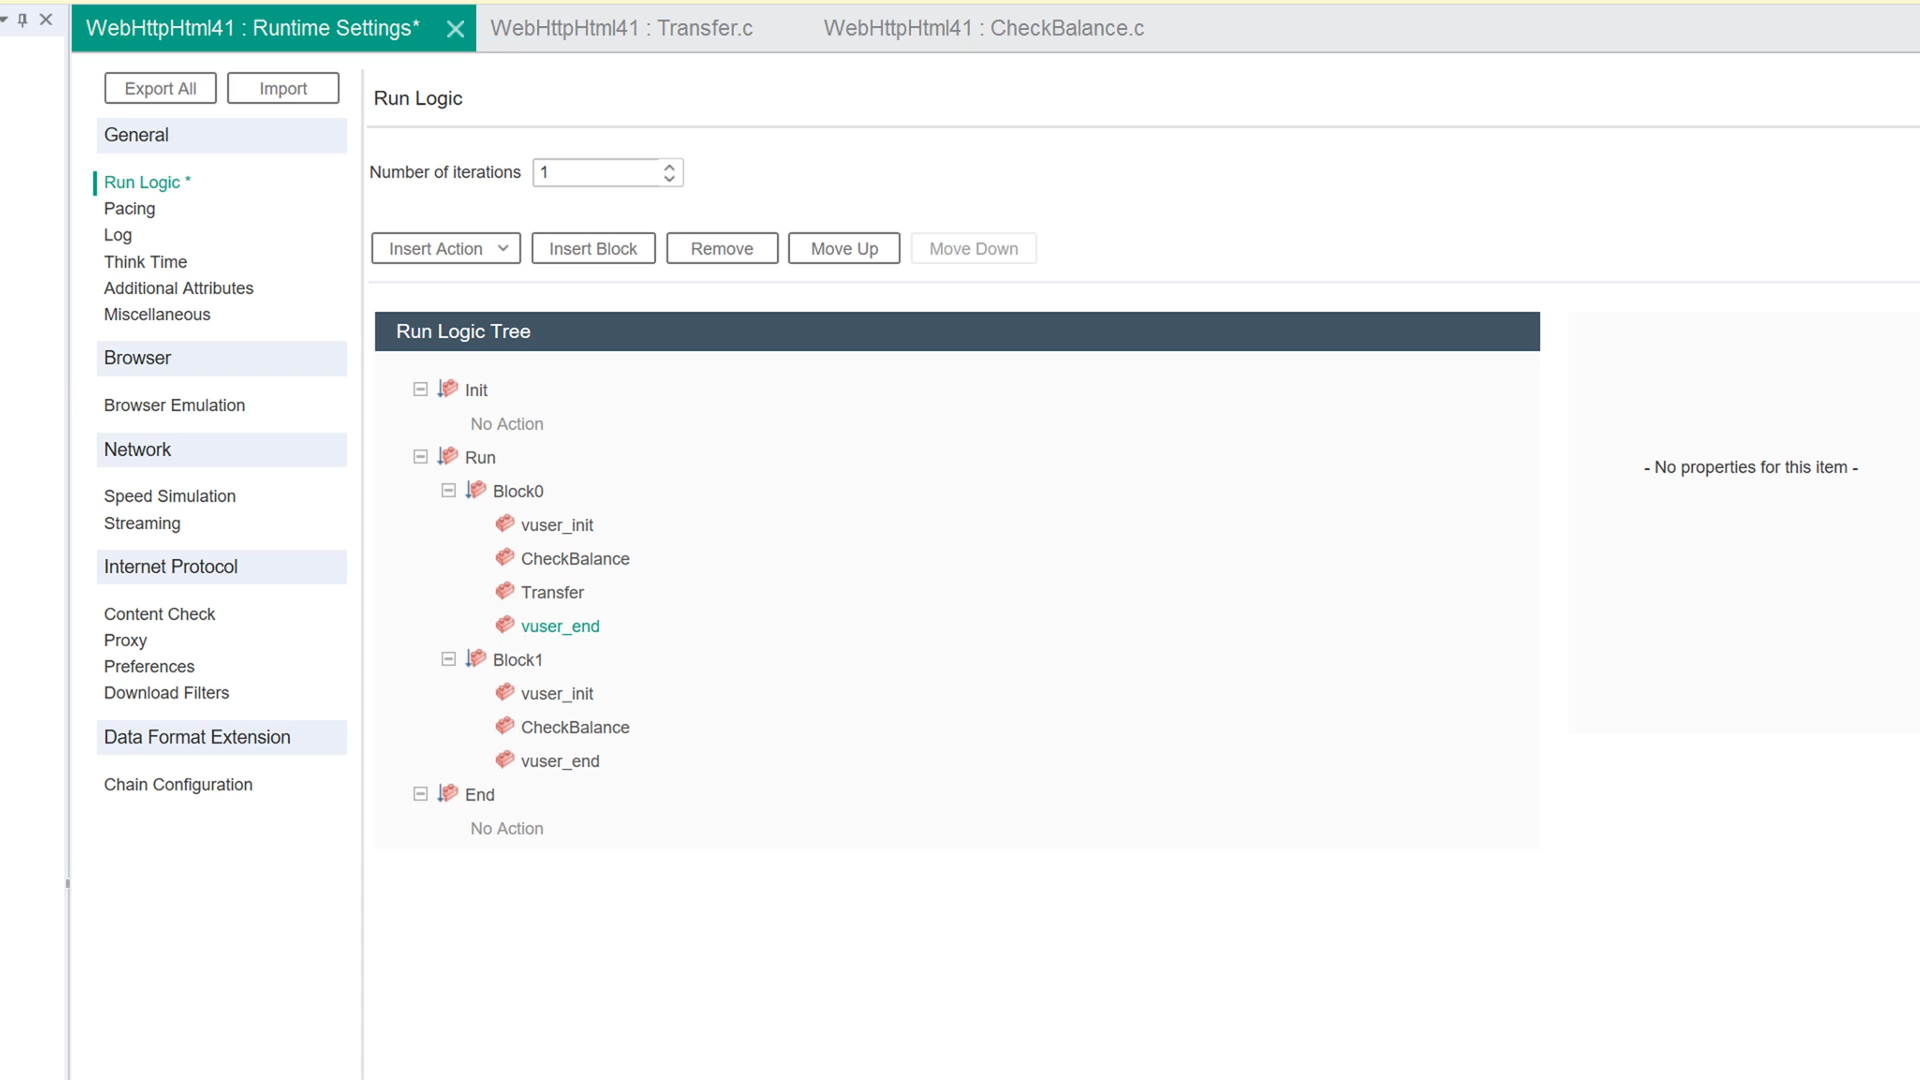 WebHttpHtml41 : Runtime Settings*
WebHttpHtml41 : Transfer.c
WebHttpHtml41 : CheckBalance.c
Export All
Import
General
Run Logic *
Pacing
Log
Think Time
Additional Attributes
Miscellaneous
Browser
Browser Emulation
Network
Speed Simulation
Streaming
Internet Protocol
Content Check
Proxy
Preferences
Download Filters
Data Format Extension
Chain Configuration
Run Logic
Number of iterations 1
Insert Action
Insert Block
Remove
Move Up
Move Down
Run Logic Tree
Init
No Action
Run
Block0
vuser_init
CheckBalance
Transfer
vuser_end
Block1
vuser_init
CheckBalance
vuser_end
End
No Action
- No properties for this item -